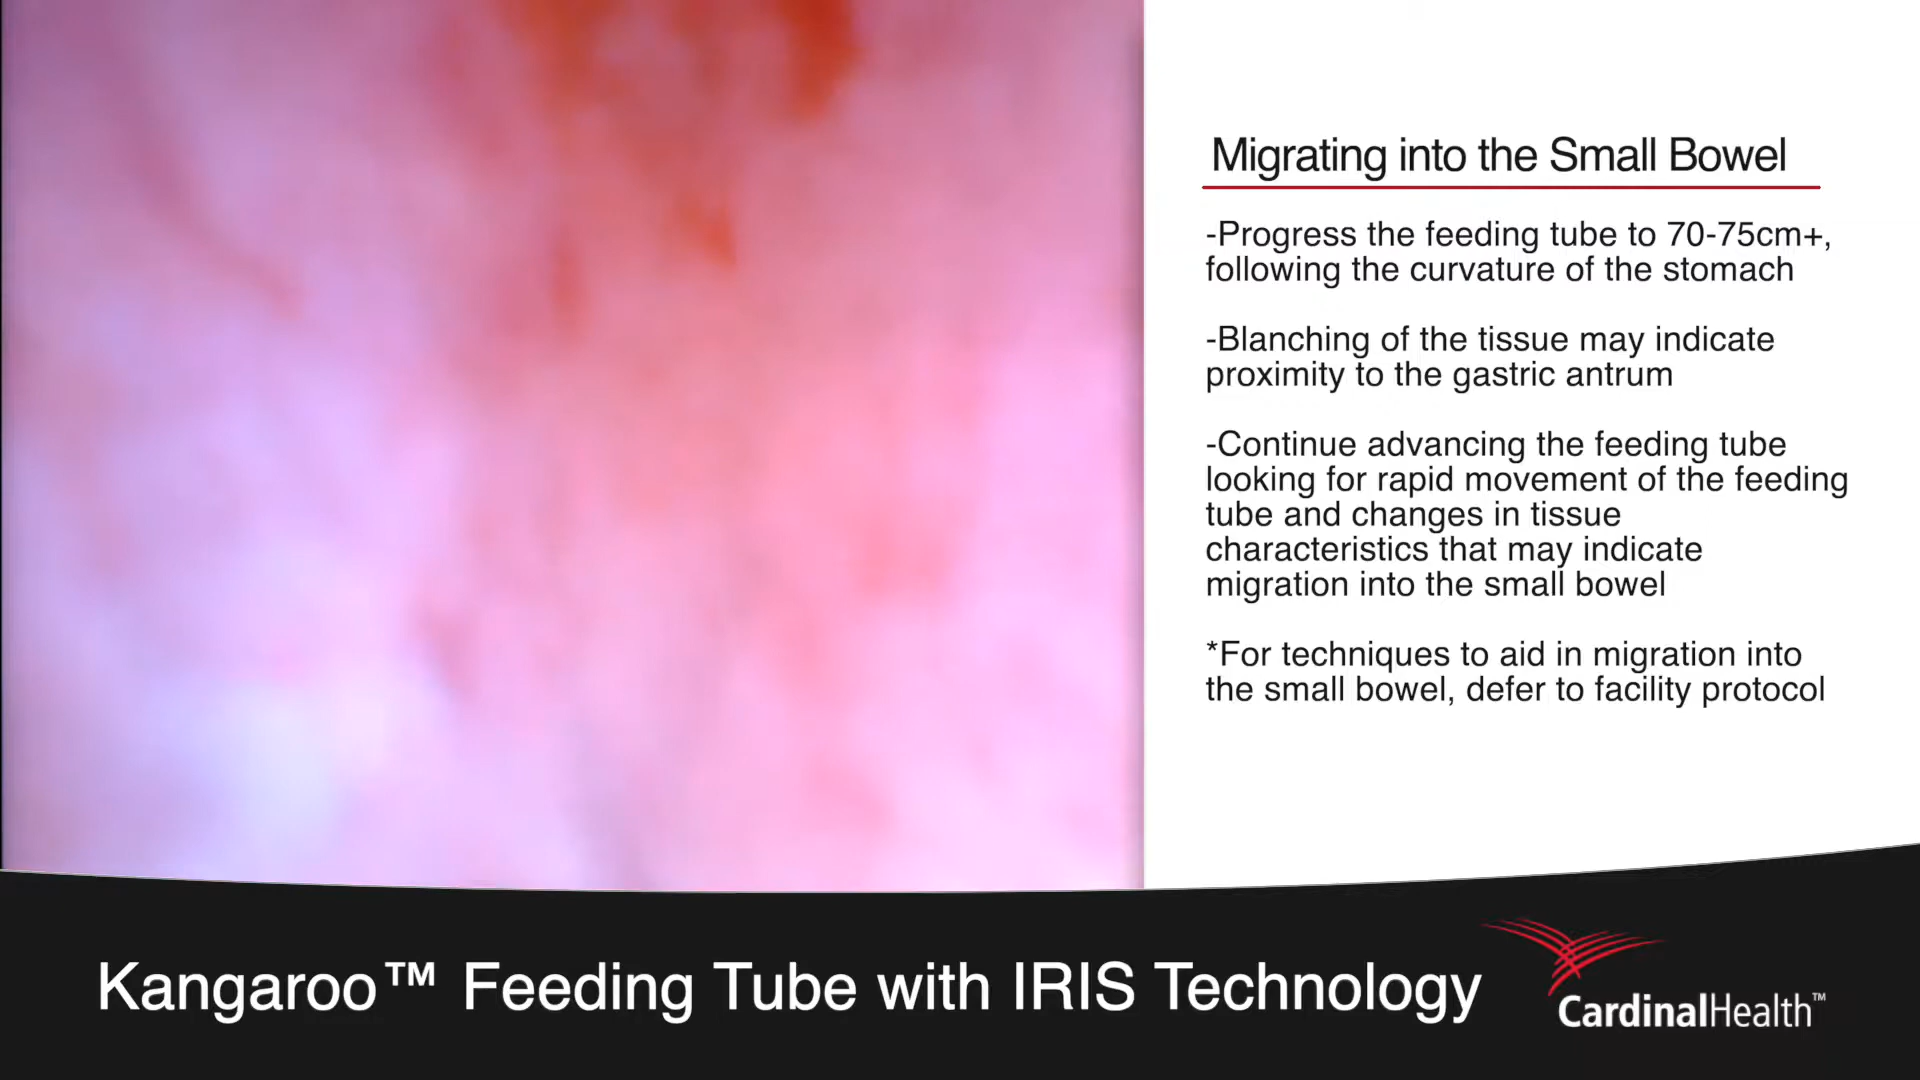 Migrating into the Small Bowel
-Progress the feeding tube to 70-75cm+,
following the curvature of the stomach
-Blanching of the tissue may indicate
proximity to the gastric antrum
-Continue advancing the feeding tube
looking for rapid movement of the feeding
tube and changes in tissue
characteristics that may indicate
migration into the small bowel
*For techniques to aid in migration into
the small bowel, defer to facility protocol
Kangaroo™ Feeding Tube with IRIS Technology
CardinalHealth™